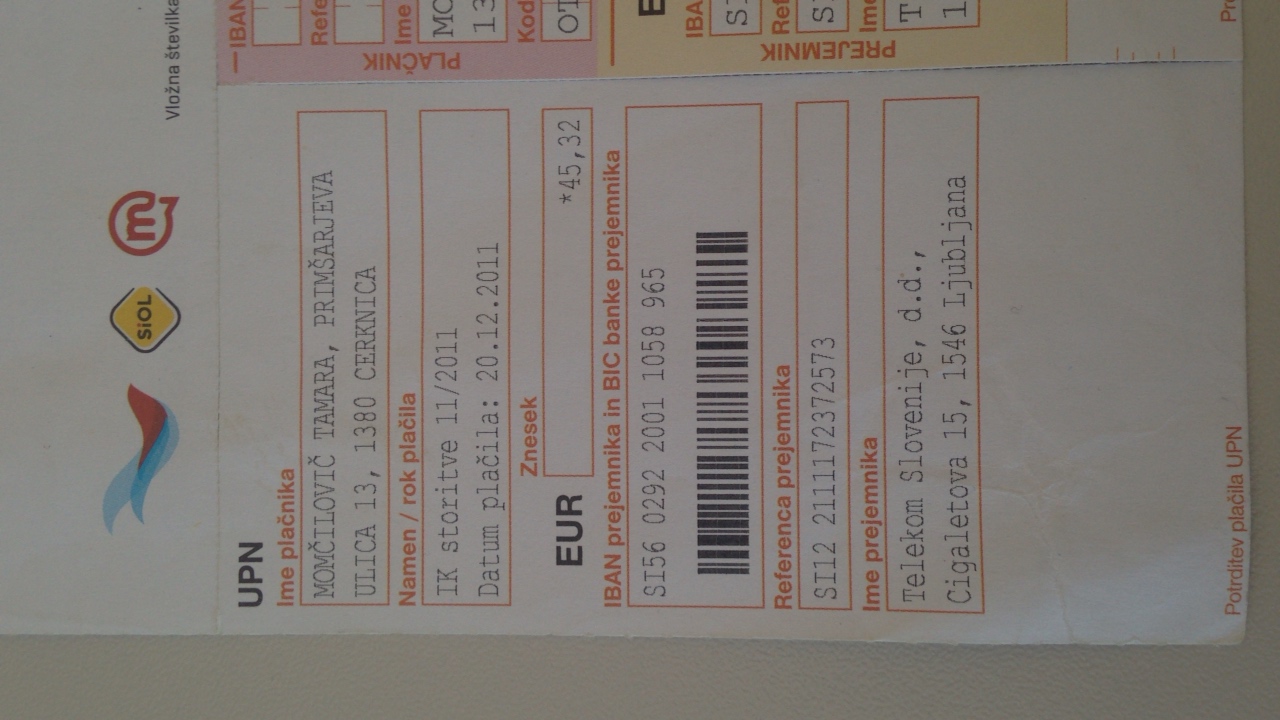 SiOL
m
Vložna številka
UPN
Ime plačnika
MOMČILOVIČ TAMARA, PRIMŠARJEVA
ULICA 13, 1380 CERKNICA
Namen / rok plačila
IK storitve 11/2011
Datum plačila: 20.12.2011
Znesek
EUR *45,32
IBAN prejemnika in BIC banke prejemnika
SI56 0292 2001 1058 965
Referenca prejemnika
SI12 2111172372573
Ime prejemnika
Telekom Slovenije, d.d.,
Cigaletova 15, 1546 Ljubljana
Potrditev plačila UPN
PLAČNIK
IBAN
Refe
Ime
MO
13
Kod
OT
PREJEMNIK
E
IBA
S
Ref
S
Ime
T
1